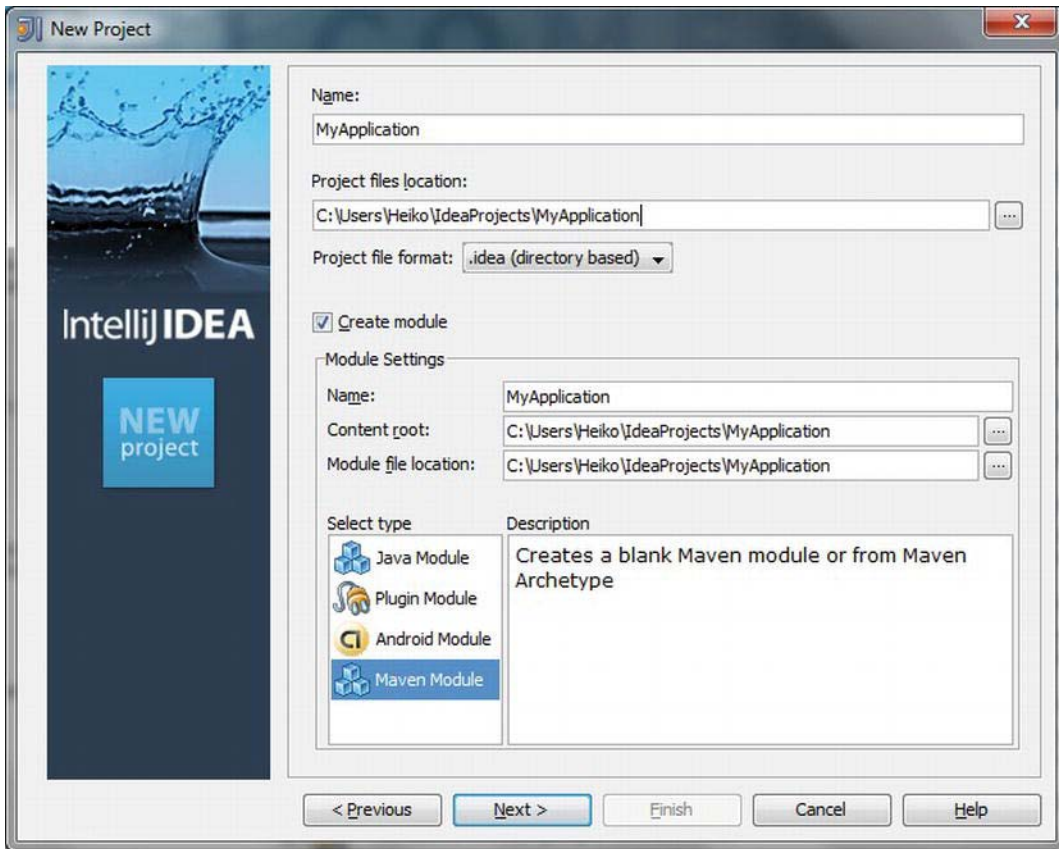 New Project
Name:
MyApplication
Project files location:
C:\Users\Heiko\IdeaProjects\MyApplication
...
Project file format: .idea (directory based)
IntelliJ IDEA
NEW
project
Create module
Module Settings
Name: MyApplication
Content root: C:\Users\Heiko\IdeaProjects\MyApplication ...
Module file location: C:\Users\Heiko\IdeaProjects\MyApplication ...
Select type
Java Module
Plugin Module
Android Module
Maven Module
Description
Creates a blank Maven module or from Maven
Archetype
< Previous Next > Finish Cancel Help